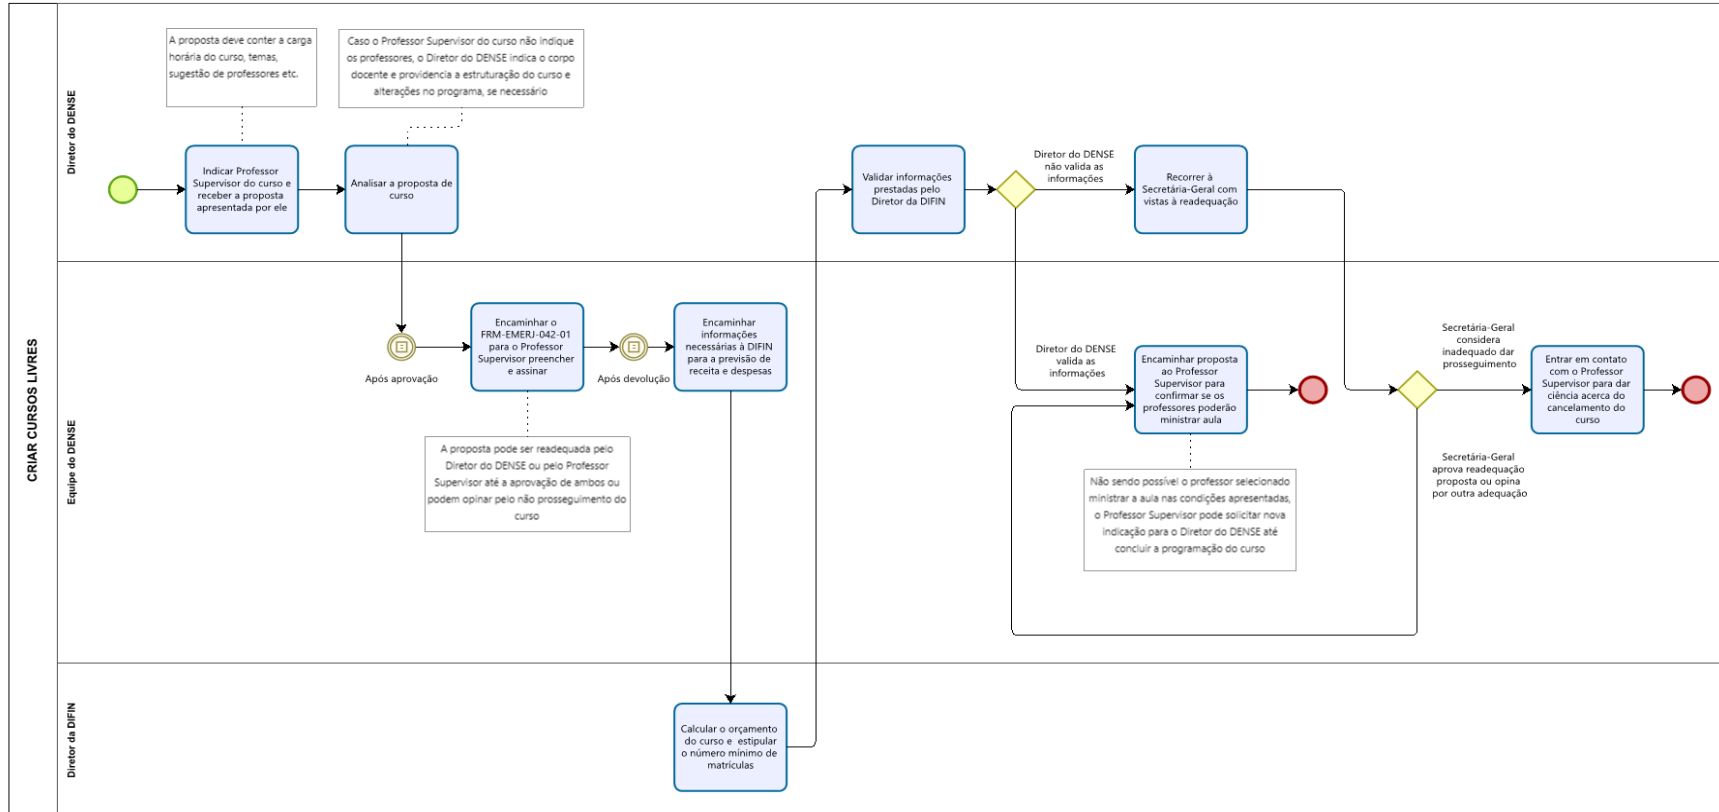 CRIAR CURSOS LIVRES
Diretor do DENSE
A proposta deve conter a carga
horária do curso, temas,
sugestão de professores etc.
Caso o Professor Supervisor do curso não indique
os professores, o Diretor do DENSE indica o corpo
docente e providencia a estruturação do curso e
alterações no programa, se necessário
Indicar Professor
Supervisor do curso e
receber a proposta
apresentada por ele
Analisar a proposta de
curso
Validar informações
prestadas pelo
Diretor da DIFIN
Diretor do DENSE
não valida as
informações
Recorrer à
Secretária-Geral com
vistas à readequação
Equipe do DENSE
Após aprovação
Encaminhar o
FRM-EMERJ-042-01
para o Professor
Supervisor preencher
e assinar
Após devolução
Encaminhar
informações
necessárias à DIFIN
para a previsão de
receita e despesas
A proposta pode ser readequada pelo
Diretor do DENSE ou pelo Professor
Supervisor até a aprovação de ambos ou
podem opinar pelo não prosseguimento do
curso
Diretor do DENSE
valida as
informações
Encaminhar proposta
ao Professor
Supervisor para
confirmar se os
professores poderão
ministrar aula
Não sendo possível o professor selecionado
ministrar a aula nas condições apresentadas,
o Professor Supervisor pode solicitar nova
indicação para o Diretor do DENSE até
concluir a programação do curso
Secretária-Geral
considera
inadequado dar
prosseguimento
Entrar em contato
com o Professor
Supervisor para dar
ciência acerca do
cancelamento do
curso
Secretária-Geral
aprova readequação
proposta ou opina
por outra adequação
Diretor da DIFIN
Calcular o orçamento
do curso e estipular
o número mínimo de
matrículas